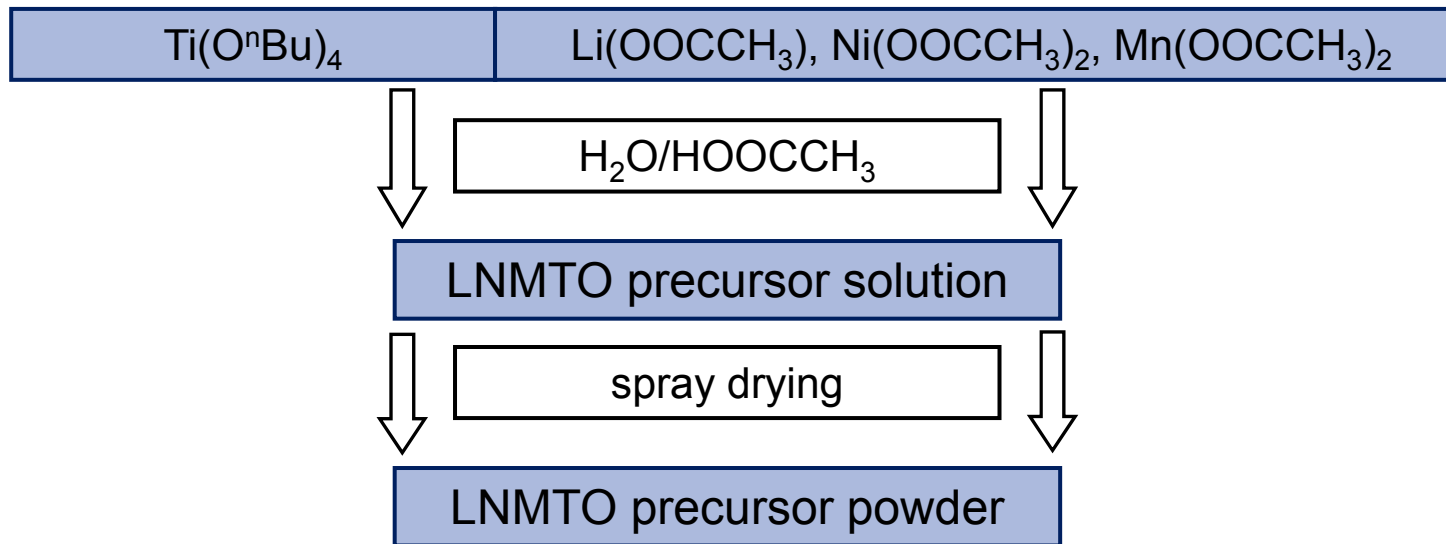 Ti(OⁿBu)₄
Li(OOCCH₃), Ni(OOCCH₃)₂, Mn(OOCCH₃)₂
H₂O/HOOCCH₃
LNMTO precursor solution
spray drying
LNMTO precursor powder